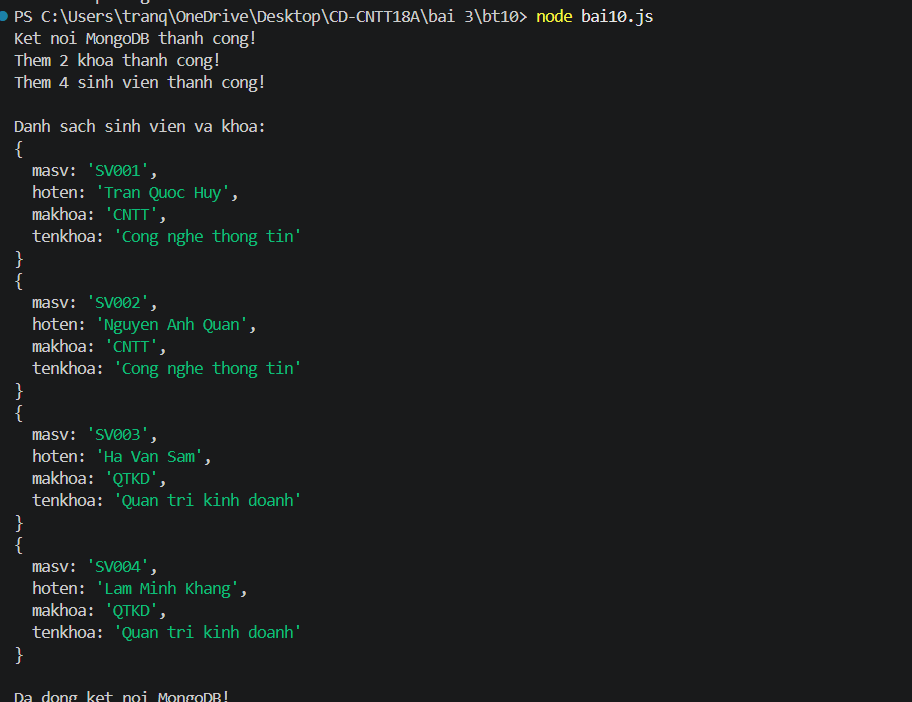 PS C:\Users\tranq\OneDrive\Desktop\CD-CNTT18A\bai 3\bt10> node bai10.js
Ket noi MongoDB thanh cong!
Them 2 khoa thanh cong!
Them 4 sinh vien thanh cong!
Danh sach sinh vien va khoa:
{
masv: 'SV001',
hoten: 'Tran Quoc Huy',
makhoa: 'CNTT',
tenkhoa: 'Cong nghe thong tin'
}
{
masv: 'SV002',
hoten: 'Nguyen Anh Quan',
makhoa: 'CNTT',
tenkhoa: 'Cong nghe thong tin'
}
{
masv: 'SV003',
hoten: 'Ha Van Sam',
makhoa: 'QTKD',
tenkhoa: 'Quan tri kinh doanh'
}
{
masv: 'SV004',
hoten: 'Lam Minh Khang',
makhoa: 'QTKD',
tenkhoa: 'Quan tri kinh doanh'
}
Da dong ket noi MongoDB!